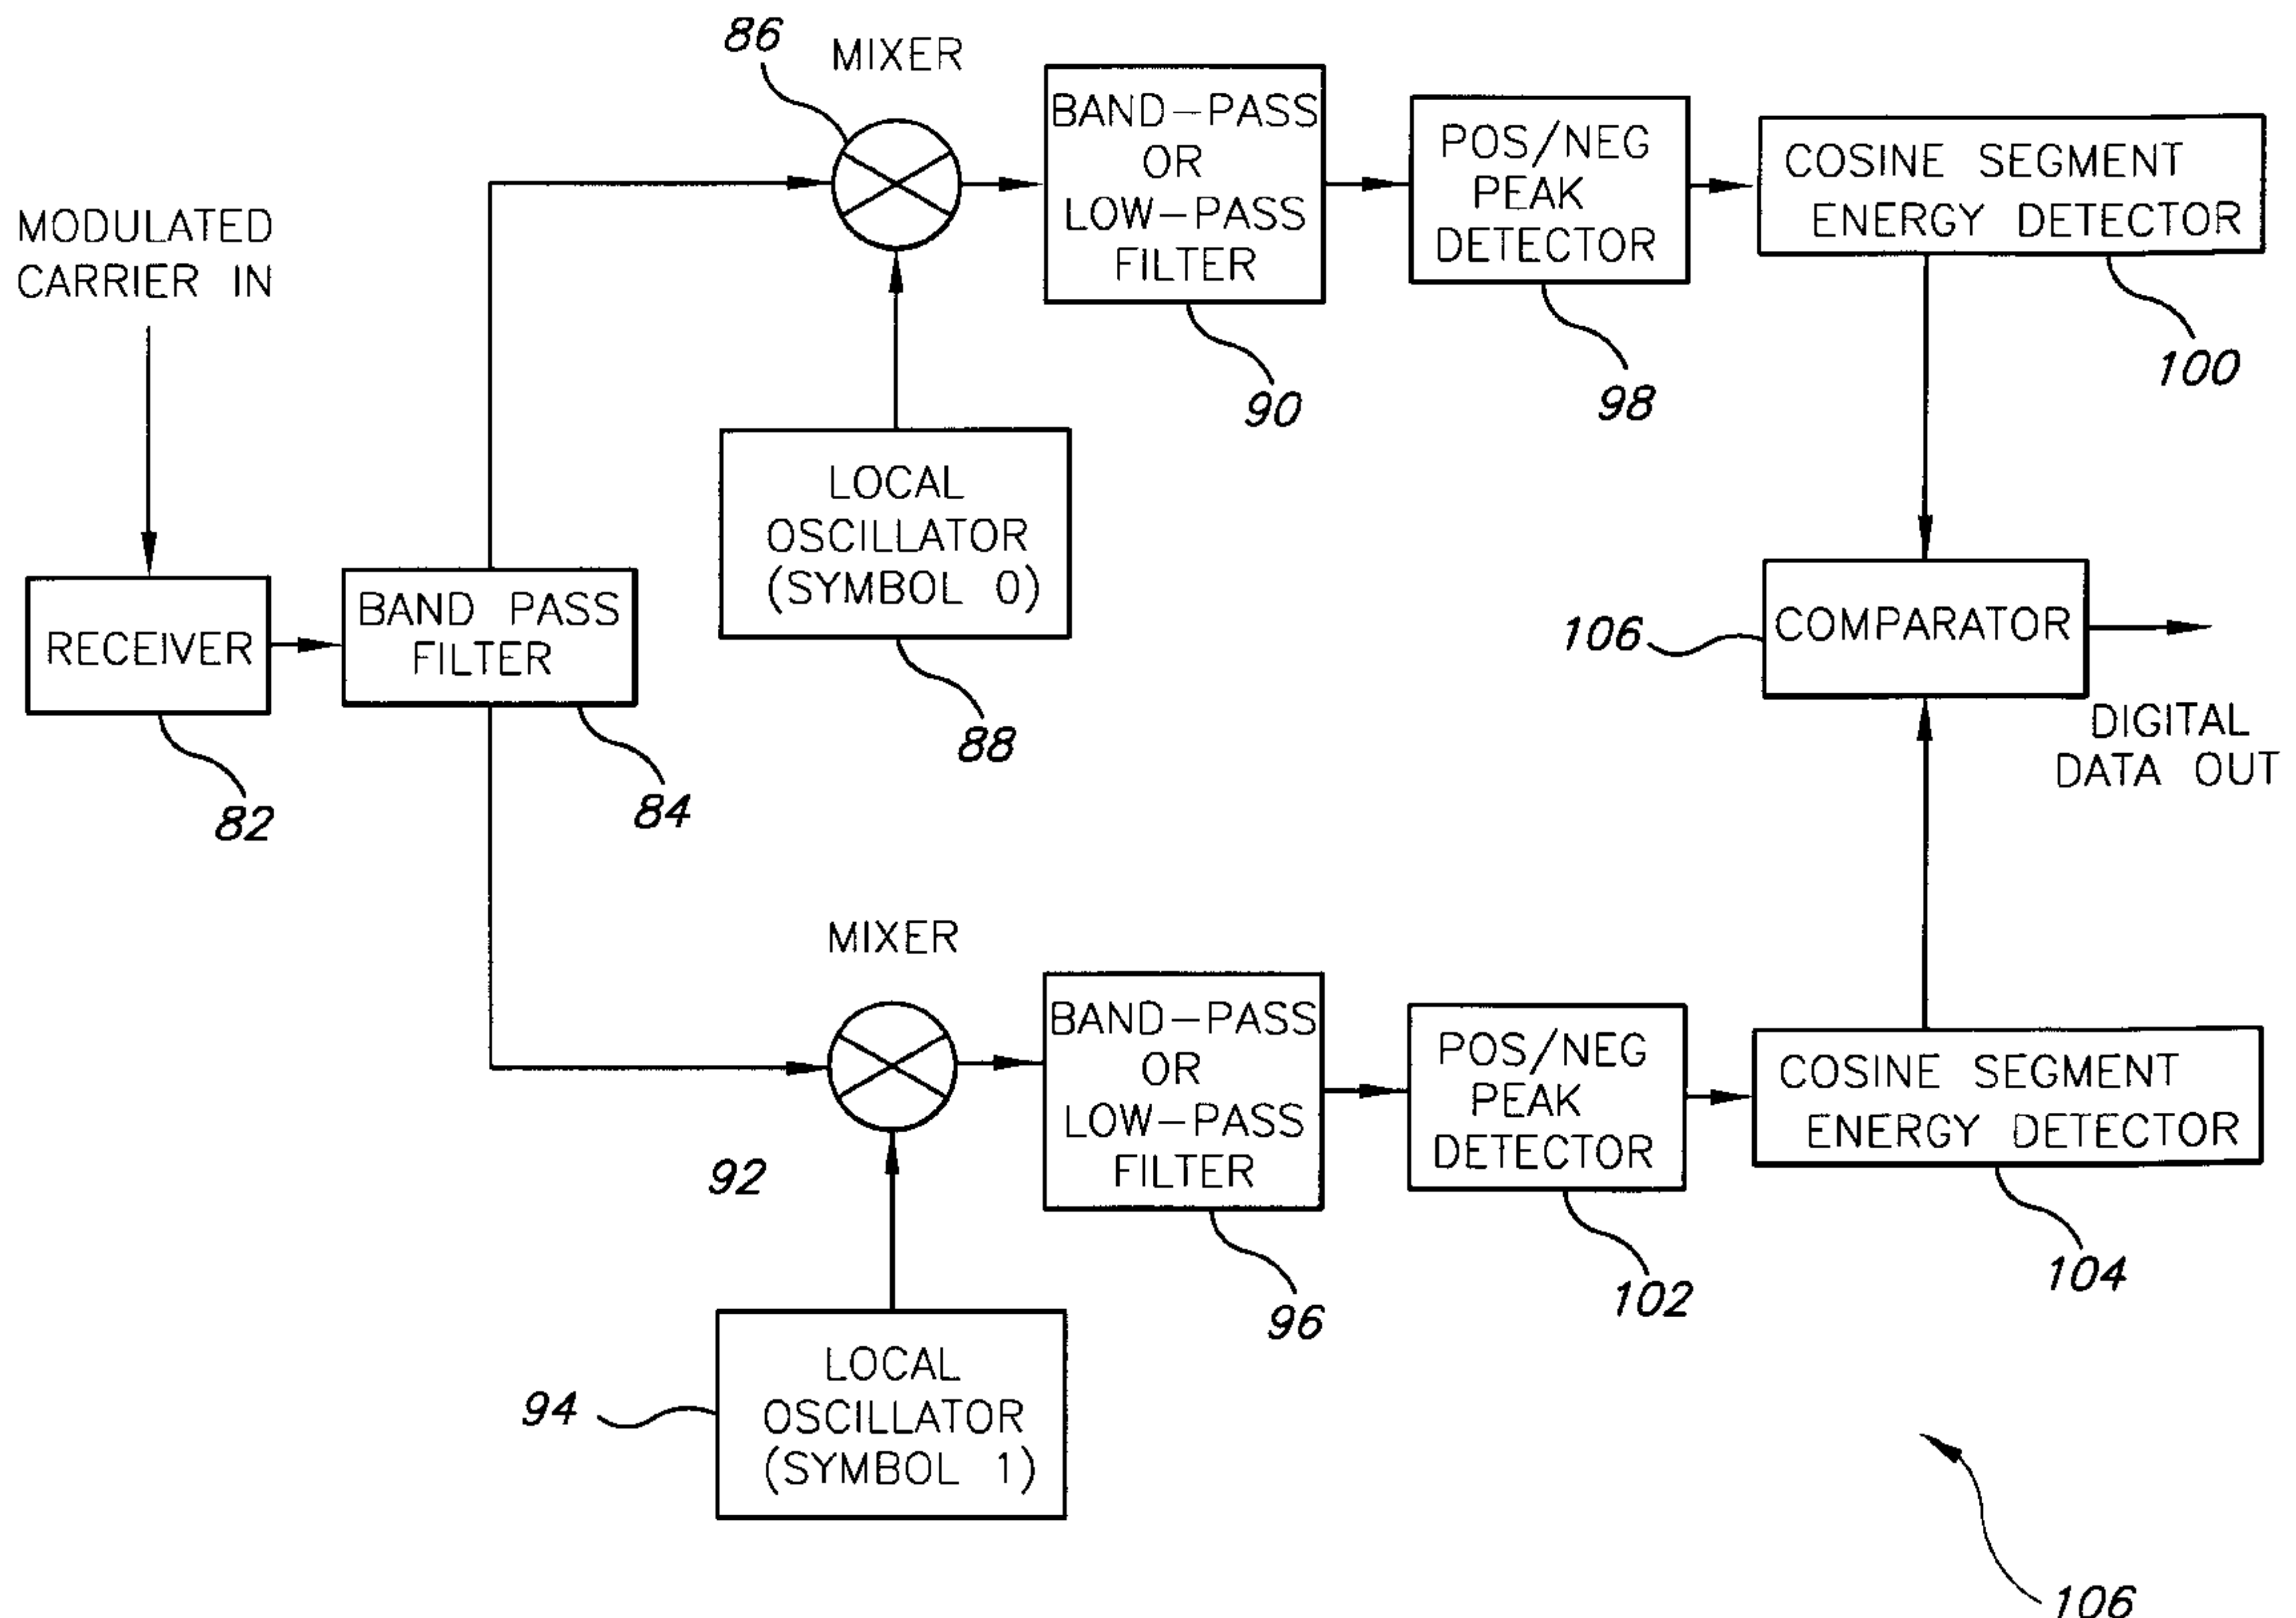 86
MIXER
BAND-PASS
OR
LOW-PASS
FILTER
90
POS/NEG
PEAK
DETECTOR
98
COSINE SEGMENT
ENERGY DETECTOR
100
MODULATED
CARRIER IN
RECEIVER
82
BAND PASS
FILTER
84
LOCAL
OSCILLATOR
(SYMBOL 0)
88
106
COMPARATOR
DIGITAL
DATA OUT
MIXER
92
BAND-PASS
OR
LOW-PASS
FILTER
96
POS/NEG
PEAK
DETECTOR
102
COSINE SEGMENT
ENERGY DETECTOR
104
94
LOCAL
OSCILLATOR
(SYMBOL 1)
106